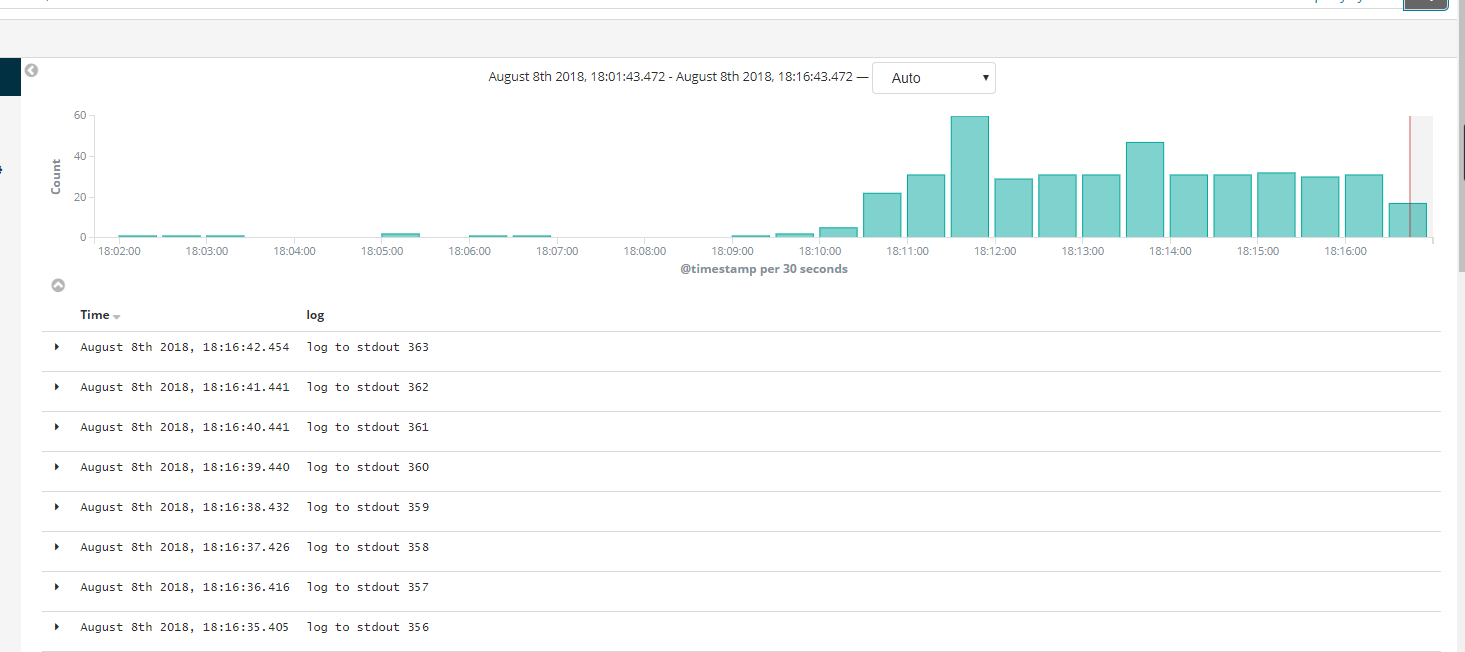 August 8th 2018, 18:01:43.472 - August 8th 2018, 18:16:43.472 — Auto
60
40
20
0
Count
18:02:00 18:03:00 18:04:00 18:05:00 18:06:00 18:07:00 18:08:00 18:09:00 18:10:00 18:11:00 18:12:00 18:13:00 18:14:00 18:15:00 18:16:00
@timestamp per 30 seconds
Time log
August 8th 2018, 18:16:42.454 log to stdout 363
August 8th 2018, 18:16:41.441 log to stdout 362
August 8th 2018, 18:16:40.441 log to stdout 361
August 8th 2018, 18:16:39.440 log to stdout 360
August 8th 2018, 18:16:38.432 log to stdout 359
August 8th 2018, 18:16:37.426 log to stdout 358
August 8th 2018, 18:16:36.416 log to stdout 357
August 8th 2018, 18:16:35.405 log to stdout 356